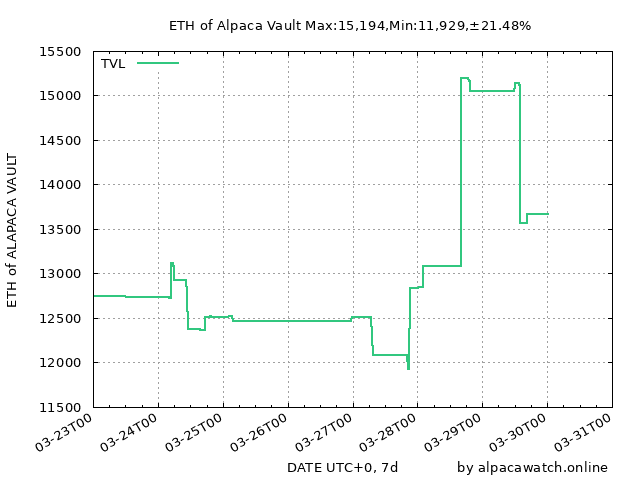 ETH of Alpaca Vault Max:15,194,Min:11,929,±21.48%
TVL
15500
15000
14500
14000
13500
13000
12500
12000
11500
ETH of ALAPACA VAULT
03-23T00
03-24T00
03-25T00
03-26T00
03-27T00
03-28T00
03-29T00
03-30T00
03-31T00
DATE UTC+0, 7d
by alpacawatch.online